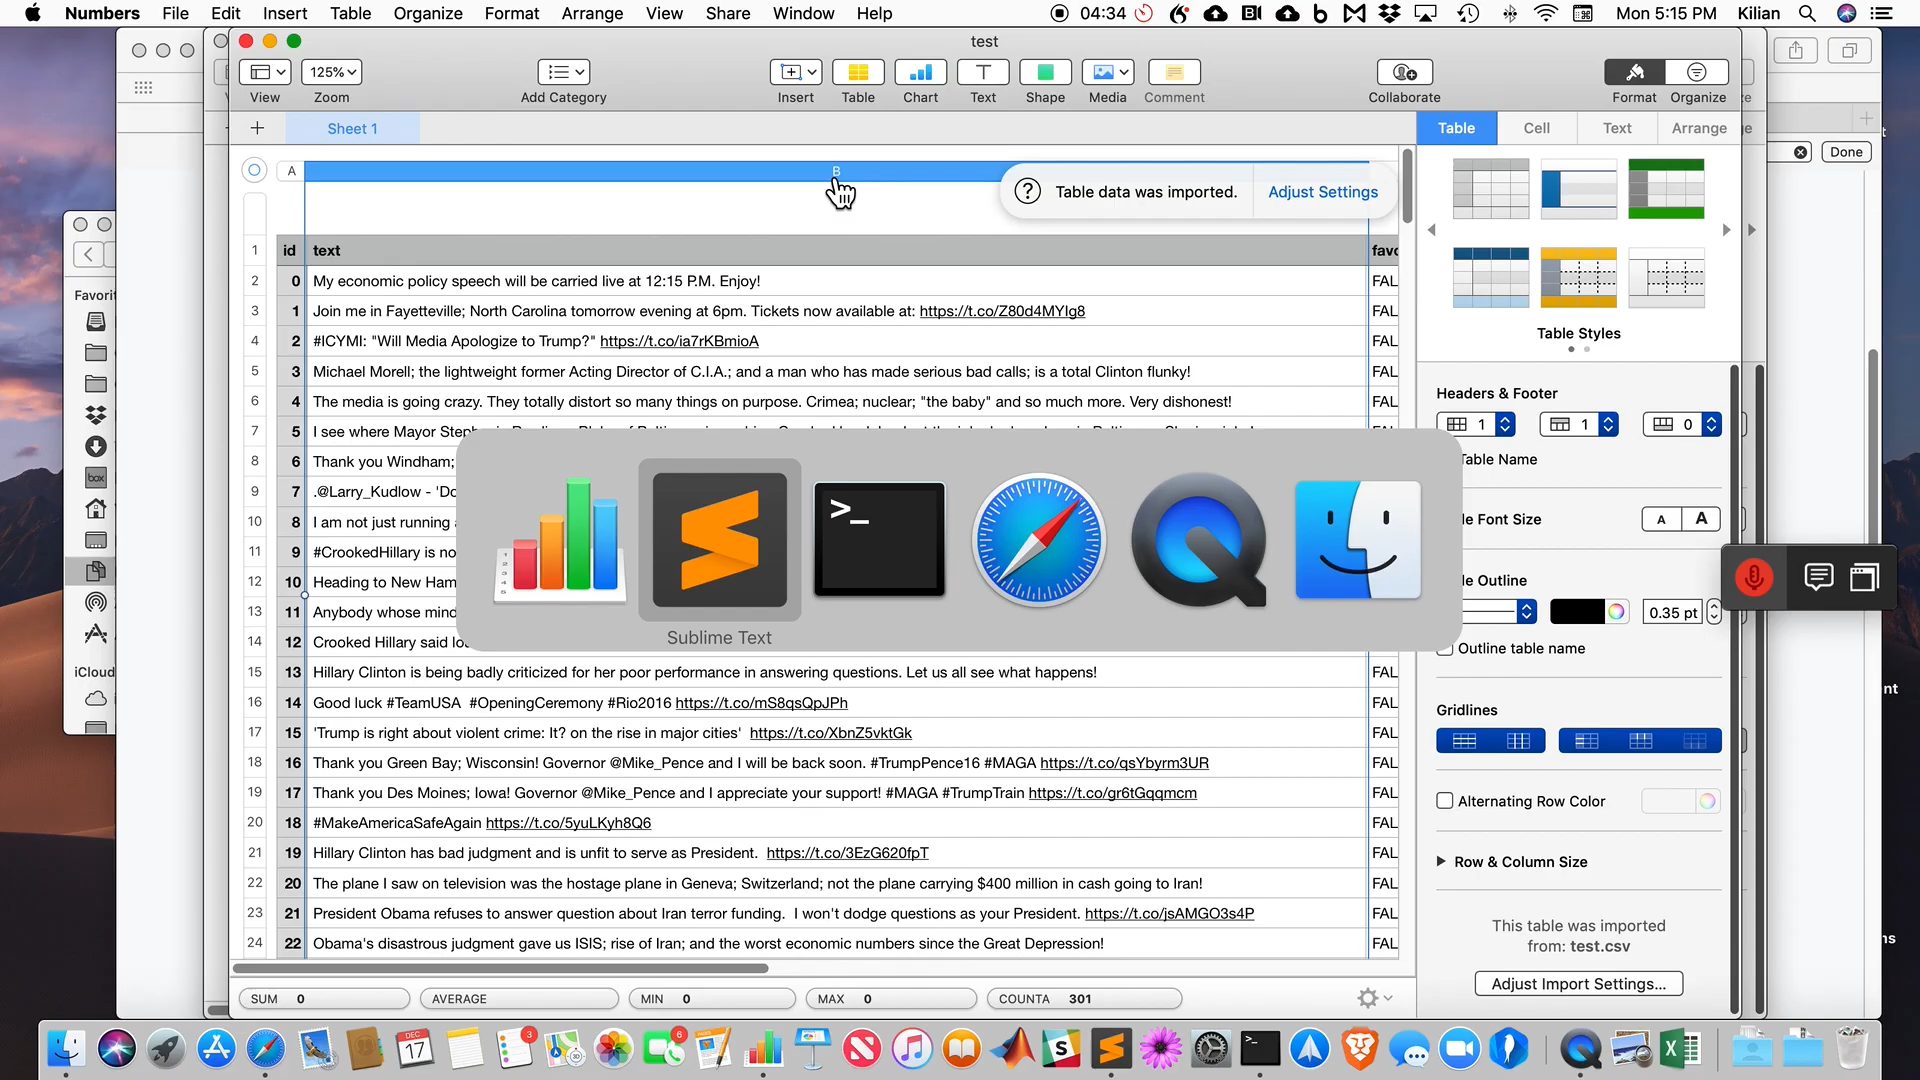 Numbers File Edit Insert Table Organize Format Arrange View Share Window Help 04:34 Mon 5:15 PM Kilian
test
125%
View Zoom Add Category Insert Table Chart Text Shape Media Comment Collaborate Format Organize
Sheet 1
Table Cell Text Arrange
Done
A B
Table data was imported. Adjust Settings
1 id text favo
2 0 My economic policy speech will be carried live at 12:15 P.M. Enjoy! FAL
3 1 Join me in Fayetteville; North Carolina tomorrow evening at 6pm. Tickets now available at: https://t.co/Z80d4MYIg8 FAL
4 2 #ICYMI: "Will Media Apologize to Trump?" https://t.co/ia7rKBmioA FAL
5 3 Michael Morell; the lightweight former Acting Director of C.I.A.; and a man who has made serious bad calls; is a total Clinton flunky! FAL
6 4 The media is going crazy. They totally distort so many things on purpose. Crimea; nuclear; "the baby" and so much more. Very dishonest! FAL
7 5 I see where Mayor
8 6 Thank you Windham;
9 7 .@Larry_Kudlow - 'Do
10 8 I am not just running
11 9 #CrookedHillary is no
12 10 Heading to New Ham
13 11 Anybody whose mind
14 12 Crooked Hillary said
15 13 Hillary Clinton is being badly criticized for her poor performance in answering questions. Let us all see what happens! FAL
16 14 Good luck #TeamUSA #OpeningCeremony #Rio2016 https://t.co/mS8qsQpJPh FAL
17 15 'Trump is right about violent crime: It? on the rise in major cities' https://t.co/XbnZ5vktGk FAL
18 16 Thank you Green Bay; Wisconsin! Governor @Mike_Pence and I will be back soon. #TrumpPence16 #MAGA https://t.co/qsYbyrm3UR FAL
19 17 Thank you Des Moines; Iowa! Governor @Mike_Pence and I appreciate your support! #MAGA #TrumpTrain https://t.co/gr6tGqqmcm FAL
20 18 #MakeAmericaSafeAgain https://t.co/5yuLKyh8Q6 FAL
21 19 Hillary Clinton has bad judgment and is unfit to serve as President. https://t.co/3EzG620fpT FAL
22 20 The plane I saw on television was the hostage plane in Geneva; Switzerland; not the plane carrying $400 million in cash going to Iran! FAL
23 21 President Obama refuses to answer question about Iran terror funding. I won't dodge questions as your President. https://t.co/jsAMGO3s4P FAL
24 22 Obama's disastrous judgment gave us ISIS; rise of Iran; and the worst economic numbers since the Great Depression! FAL
Sublime Text
Favorit
iCloud
box
Table Styles
Headers & Footer
1 1 0
Table Name
le Font Size A A
le Outline
0.35 pt
Outline table name
Gridlines
Alternating Row Color
Row & Column Size
This table was imported
from: test.csv
Adjust Import Settings...
SUM 0 AVERAGE MIN 0 MAX 0 COUNTA 301
DEC
17
3
6
nt
ns